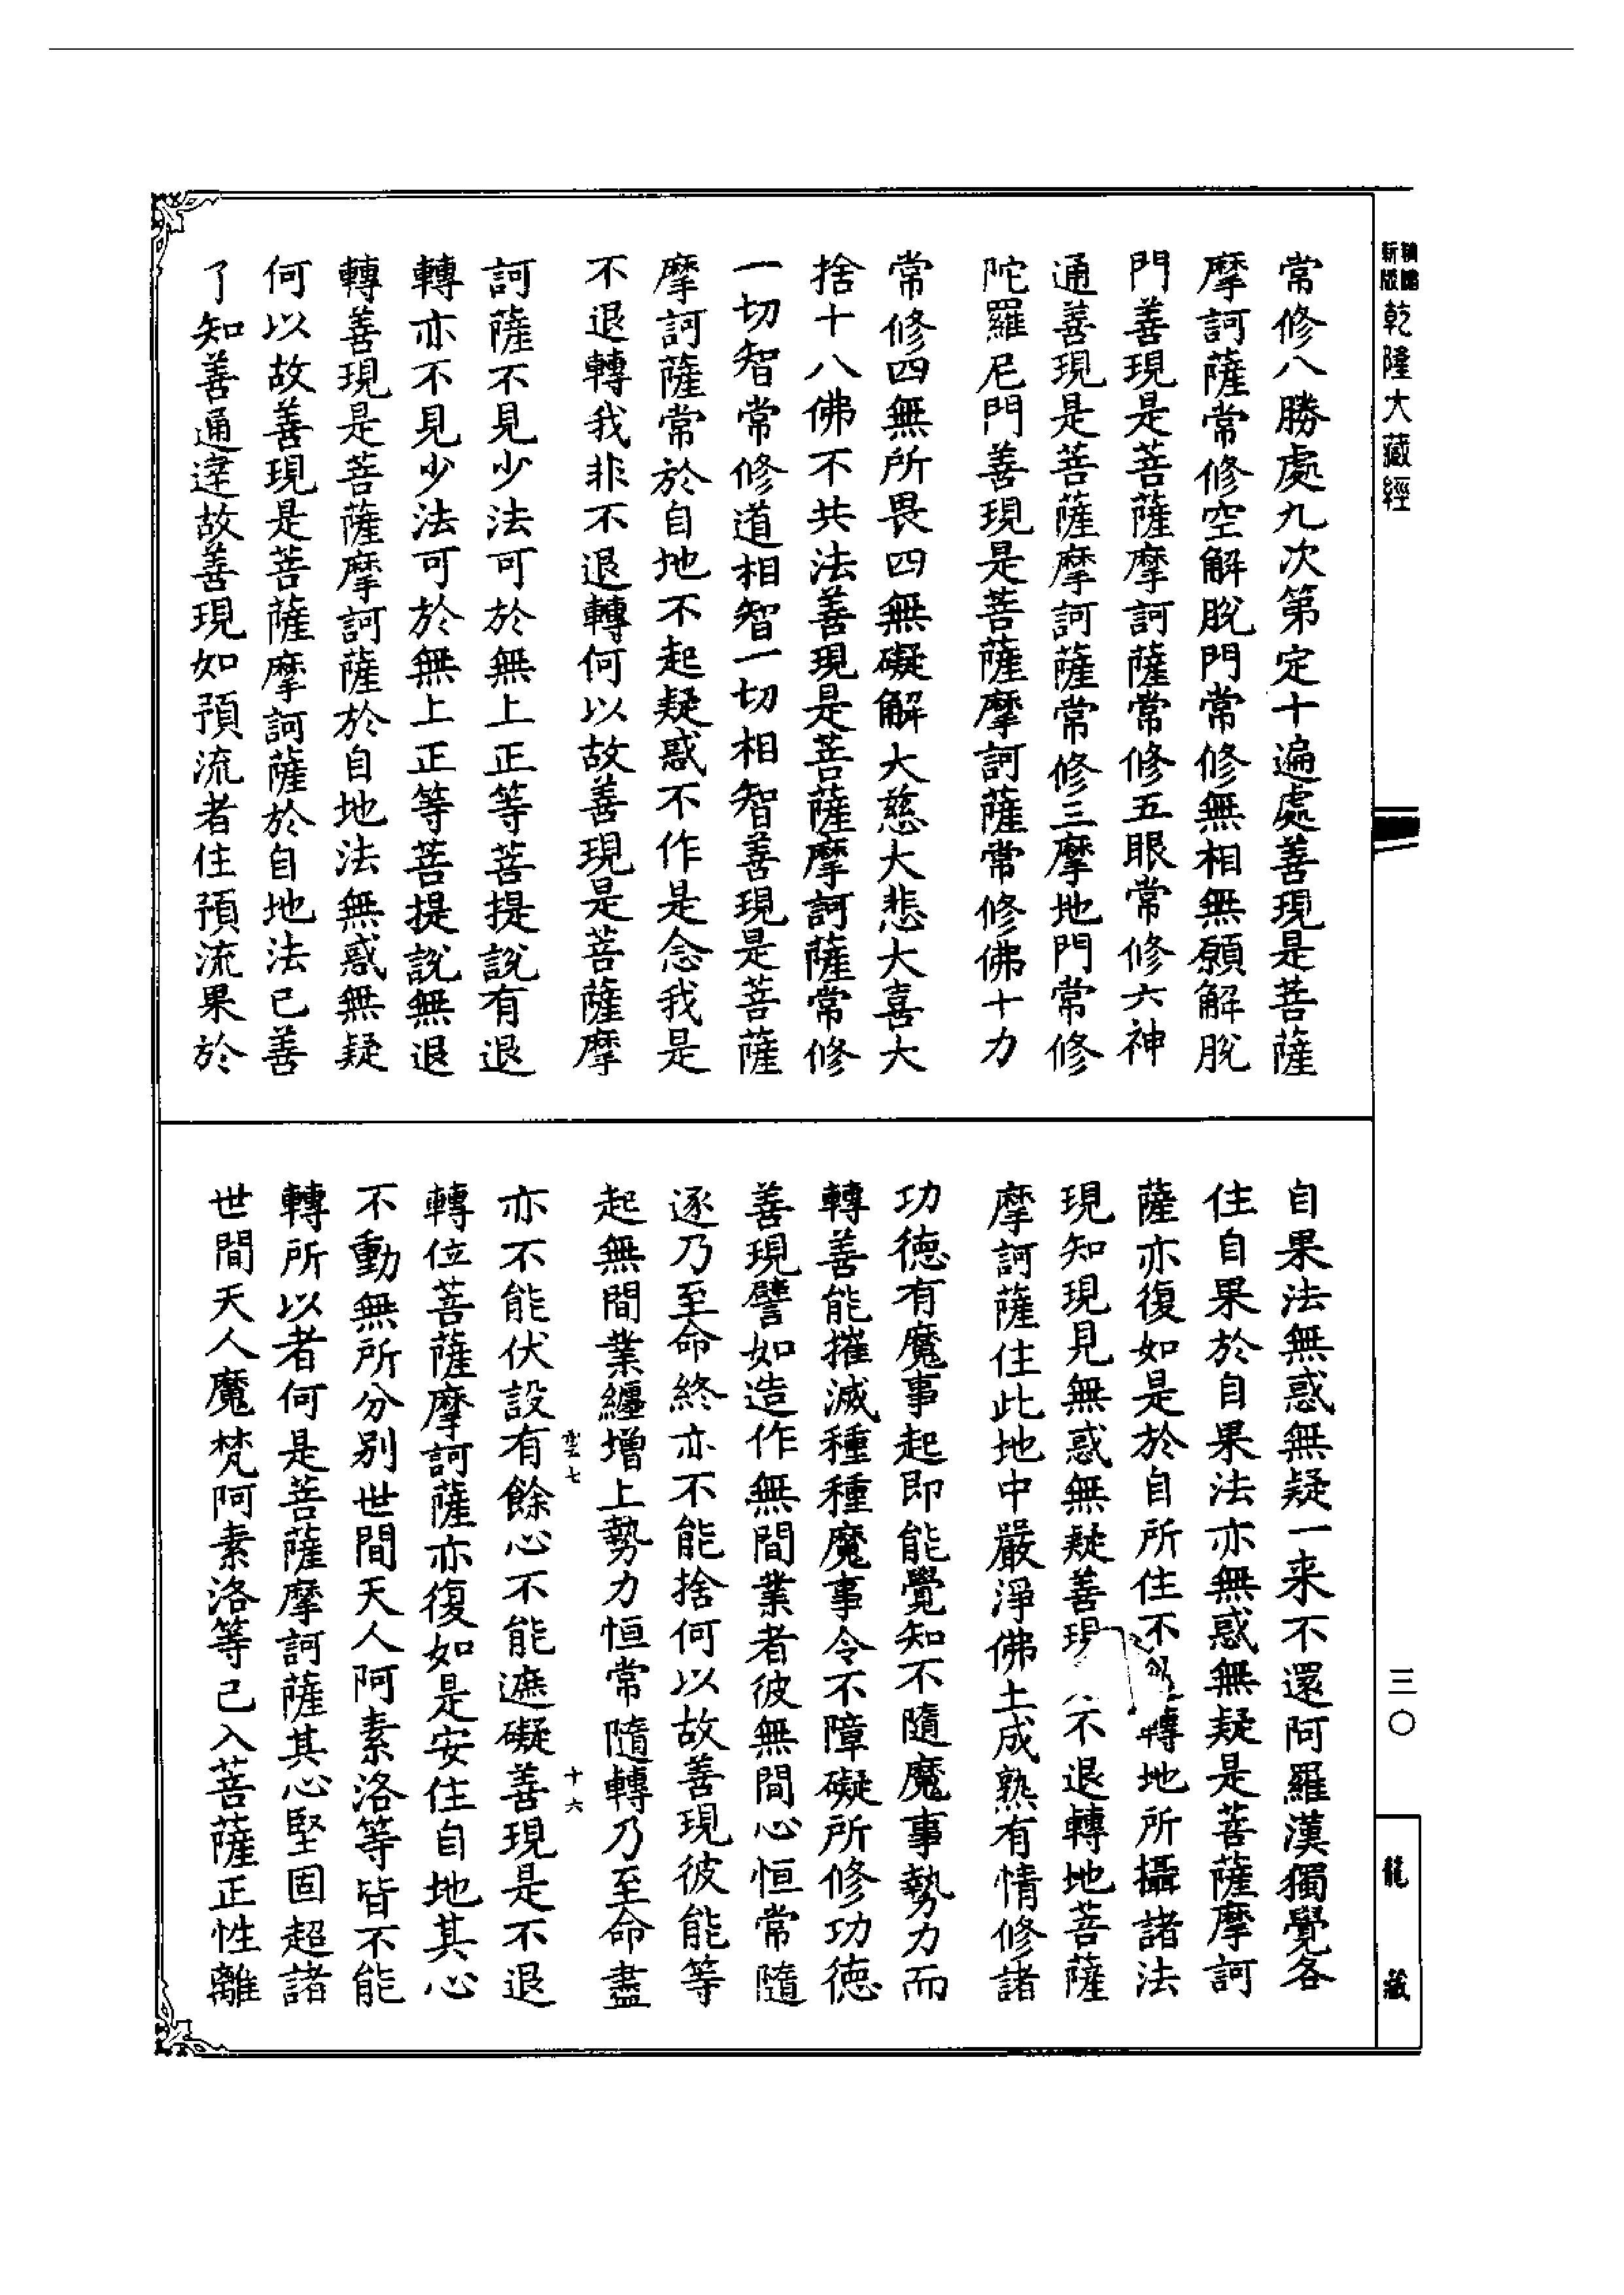 新版
乾隆大藏經
常修八勝處九次第定十遍處善現是菩薩
摩訶薩常修空解脫門常修無相無願解脫
門善現是菩薩摩訶薩常修五眼常修六神
通善現是菩薩摩訶薩常修三摩地門常修
陀羅尼門善現是菩薩摩訶薩常修佛十力
常修四無所畏四無礙解大慈大悲大喜大
捨十八佛不共法善現是菩薩摩訶薩常修
一切智常修道相智一切相智善現是菩薩
摩訶薩常於自地不起疑惑不作是念我是
不退轉我非不退轉何以故善現是菩薩摩
訶薩不見少法可於無上正等菩提說有退
轉亦不見少法可於無上正等菩提說無退
轉善現是菩薩摩訶薩於自地法無惑無疑
何以故善現是菩薩摩訶薩於自地法已善
了知善通達故善現如預流者住預流果於
自果法無惑無疑一来不還阿羅漢獨覺各
住自果於自果法亦無惑無疑是菩薩摩訶
薩亦復如是於自所住不轉地所攝諸法
現知現見無惑無疑善現不退轉地菩薩
摩訶薩住此地中嚴淨佛土成熟有情修諸
功德有魔事起即能覺知不隨魔事勢力而
轉善能摧滅種種魔事令不障礙所修功德
善現譬如造作無間業者彼無間心恒常隨
逐乃至命終亦不能捨何以故善現彼能等
起無間業纏增上勢力恒常隨轉乃至命盡
七
十六
亦不能伏設有餘心不能遮礙善現是不退
轉位菩薩摩訶薩亦復如是安住自地其心
不動無所分別世間天人阿素洛等皆不能
轉所以者何是菩薩摩訶薩其心堅固超諸
世間天人魔梵阿素洛等已入菩薩正性離
三〇
龍藏